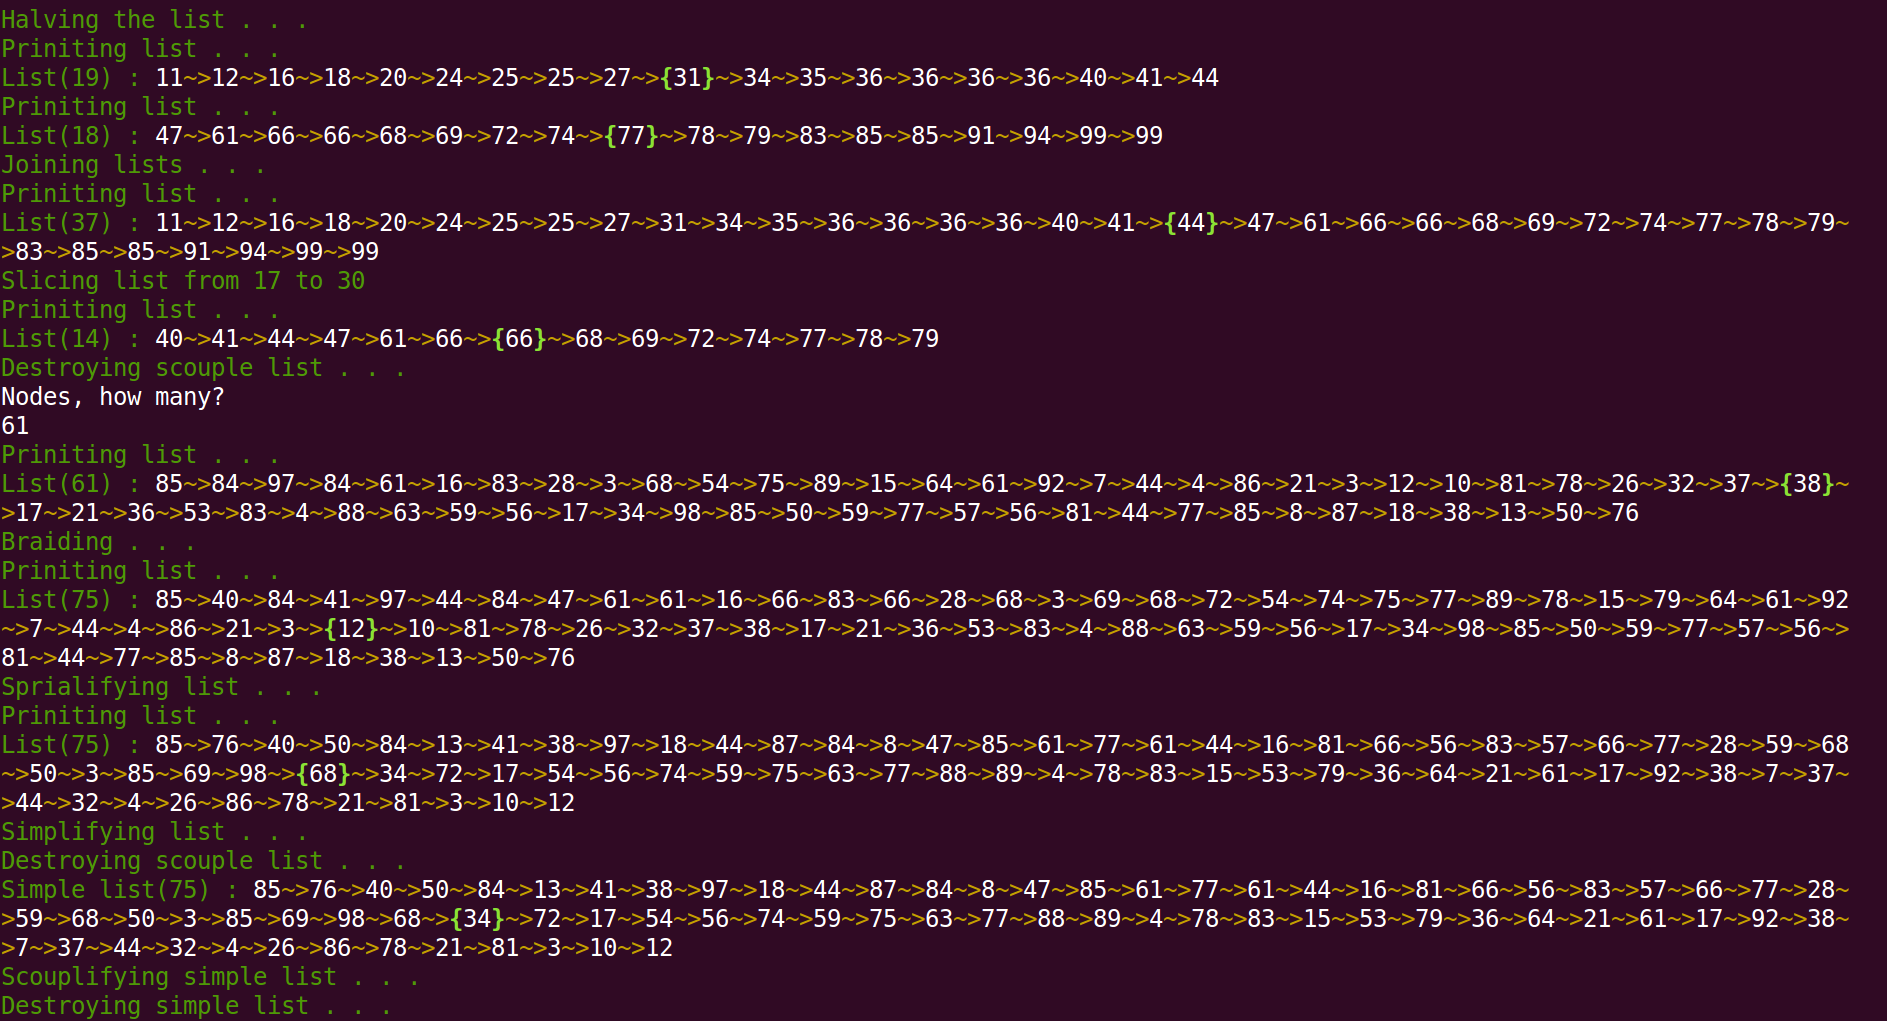 Halving the list . . .
Priniting list . . .
List(19) : 11~>12~>16~>18~>20~>24~>25~>25~>27~>{31}~>34~>35~>36~>36~>36~>36~>40~>41~>44
Priniting list . . .
List(18) : 47~>61~>66~>66~>68~>69~>72~>74~>{77}~>78~>79~>83~>85~>85~>91~>94~>99~>99
Joining lists . . .
Priniting list . . .
List(37) : 11~>12~>16~>18~>20~>24~>25~>25~>27~>31~>34~>35~>36~>36~>36~>36~>40~>41~>{44}~>47~>61~>66~>66~>68~>69~>72~>74~>77~>78~>79~
>83~>85~>85~>91~>94~>99~>99
Slicing list from 17 to 30
Priniting list . . .
List(14) : 40~>41~>44~>47~>61~>66~>{66}~>68~>69~>72~>74~>77~>78~>79
Destroying scouple list . . .
Nodes, how many?
61
Priniting list . . .
List(61) : 85~>84~>97~>84~>61~>16~>83~>28~>3~>68~>54~>75~>89~>15~>64~>61~>92~>7~>44~>4~>86~>21~>3~>12~>10~>81~>78~>26~>32~>37~>{38}~
>17~>21~>36~>53~>83~>4~>88~>63~>59~>56~>17~>34~>98~>85~>50~>59~>77~>57~>56~>81~>44~>77~>85~>8~>87~>18~>38~>13~>50~>76
Braiding . . .
Priniting list . . .
List(75) : 85~>40~>84~>41~>97~>44~>84~>47~>61~>61~>16~>66~>83~>66~>28~>68~>3~>69~>68~>72~>54~>74~>75~>77~>89~>78~>15~>79~>64~>61~>92
~>7~>44~>4~>86~>21~>3~>{12}~>10~>81~>78~>26~>32~>37~>38~>17~>21~>36~>53~>83~>4~>88~>63~>59~>56~>17~>34~>98~>85~>50~>59~>77~>57~>56~>
81~>44~>77~>85~>8~>87~>18~>38~>13~>50~>76
Sprialifying list . . .
Priniting list . . .
List(75) : 85~>76~>40~>50~>84~>13~>41~>38~>97~>18~>44~>87~>84~>8~>47~>85~>61~>77~>61~>44~>16~>81~>66~>56~>83~>57~>66~>77~>28~>59~>68
~>50~>3~>85~>69~>98~>{68}~>34~>72~>17~>54~>56~>74~>59~>75~>63~>77~>88~>89~>4~>78~>83~>15~>53~>79~>36~>64~>21~>61~>17~>92~>38~>7~>37~
>44~>32~>4~>26~>86~>78~>21~>81~>3~>10~>12
Simplifying list . . .
Destroying scouple list . . .
Simple list(75) : 85~>76~>40~>50~>84~>13~>41~>38~>97~>18~>44~>87~>84~>8~>47~>85~>61~>77~>61~>44~>16~>81~>66~>56~>83~>57~>66~>77~>28~
>59~>68~>50~>3~>85~>69~>98~>68~>{34}~>72~>17~>54~>56~>74~>59~>75~>63~>77~>88~>89~>4~>78~>83~>15~>53~>79~>36~>64~>21~>61~>17~>92~>38~
>7~>37~>44~>32~>4~>26~>86~>78~>21~>81~>3~>10~>12
Scouplifying simple list . . .
Destroying simple list . . .